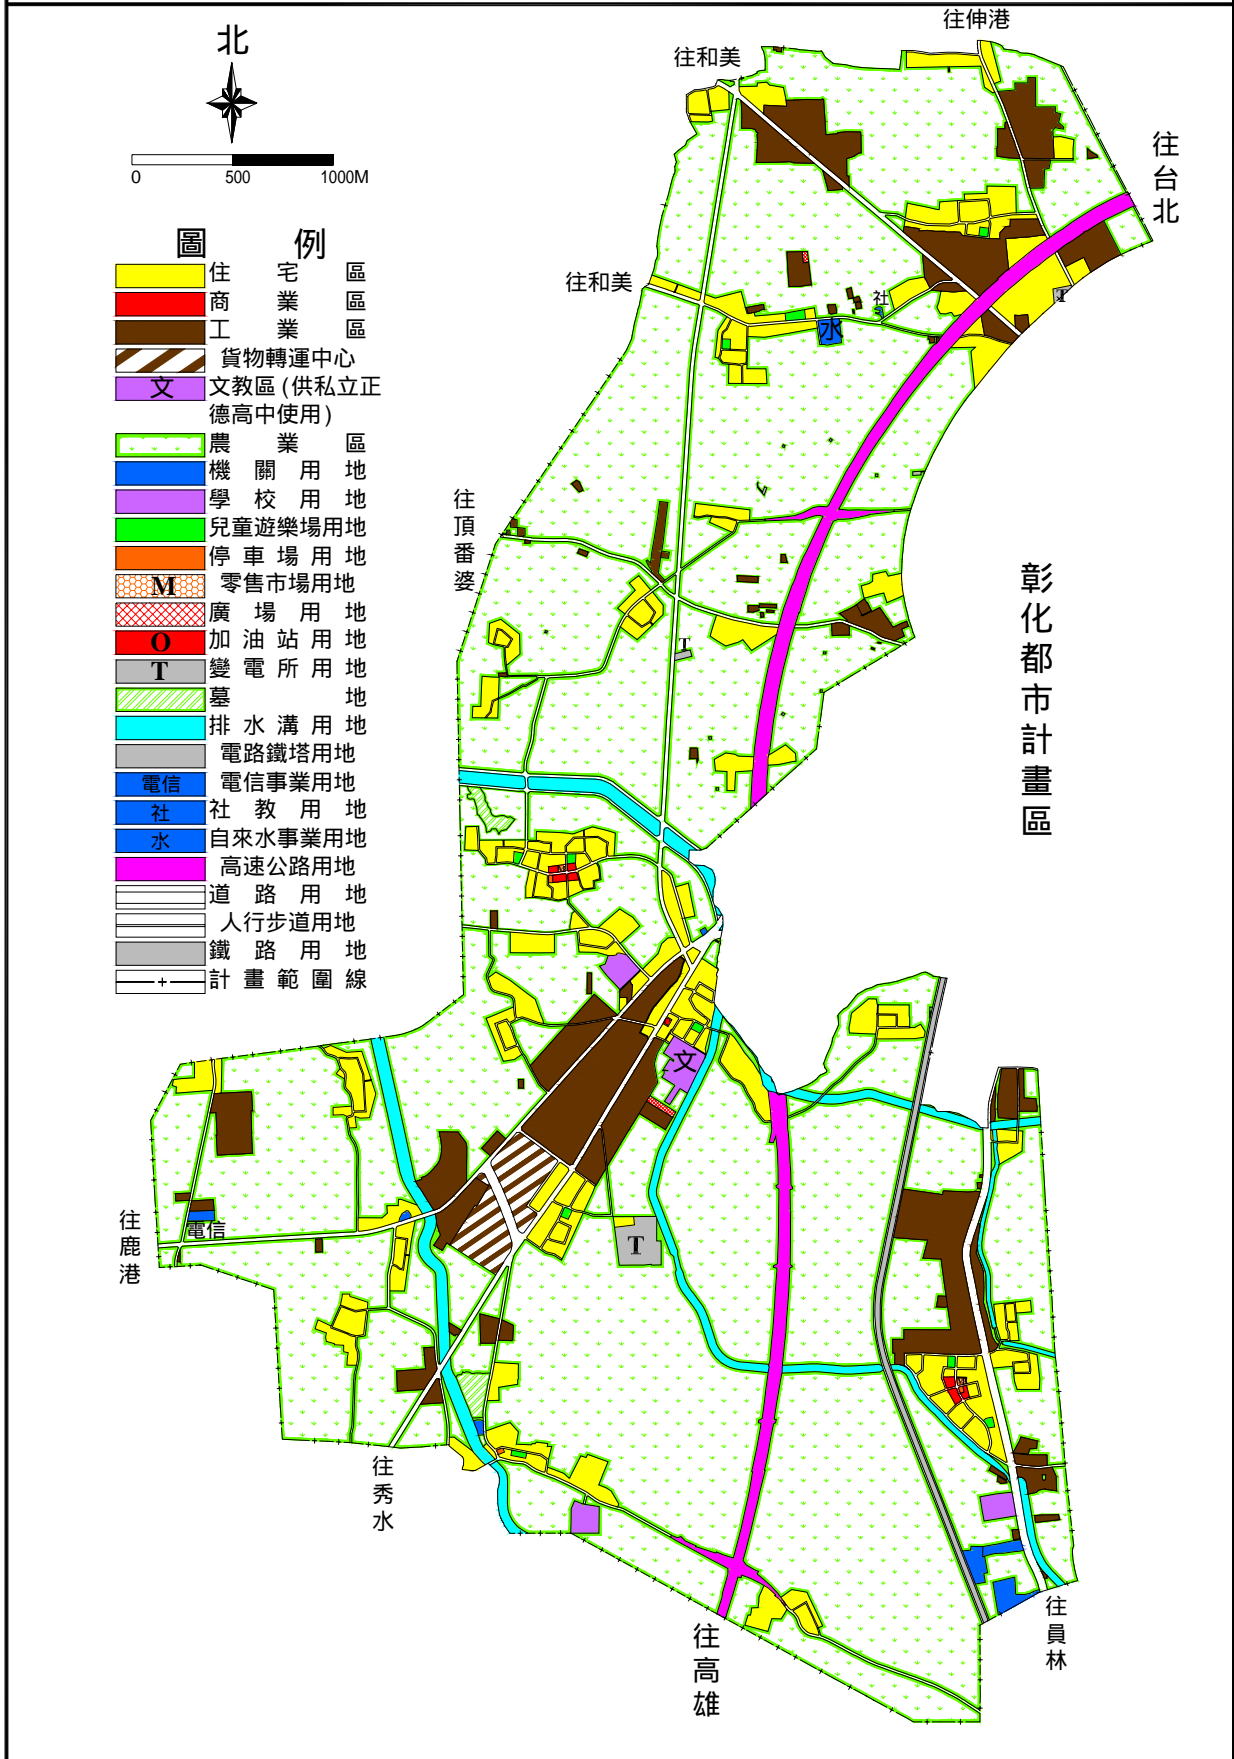 往伸港
北
往和美
往台北
0 500 1000M
圖 例
住宅區
商業區
工業區
貨物轉運中心
文 文教區(供私立正
德高中使用)
農業區
機關用地
學校用地
兒童遊樂場用地
停車場用地
M 零售市場用地
廣場用地
O 加油站用地
T 變電所用地
墓地
排水溝用地
電路鐵塔用地
電信 電信事業用地
社 社教用地
水 自來水事業用地
高速公路用地
道路用地
人行步道用地
鐵路用地
計畫範圍線
往和美
社
T
水
往頂番婆
彰化都市計畫區
T
文
往鹿港
電信
T
往秀水
往高雄
往員林